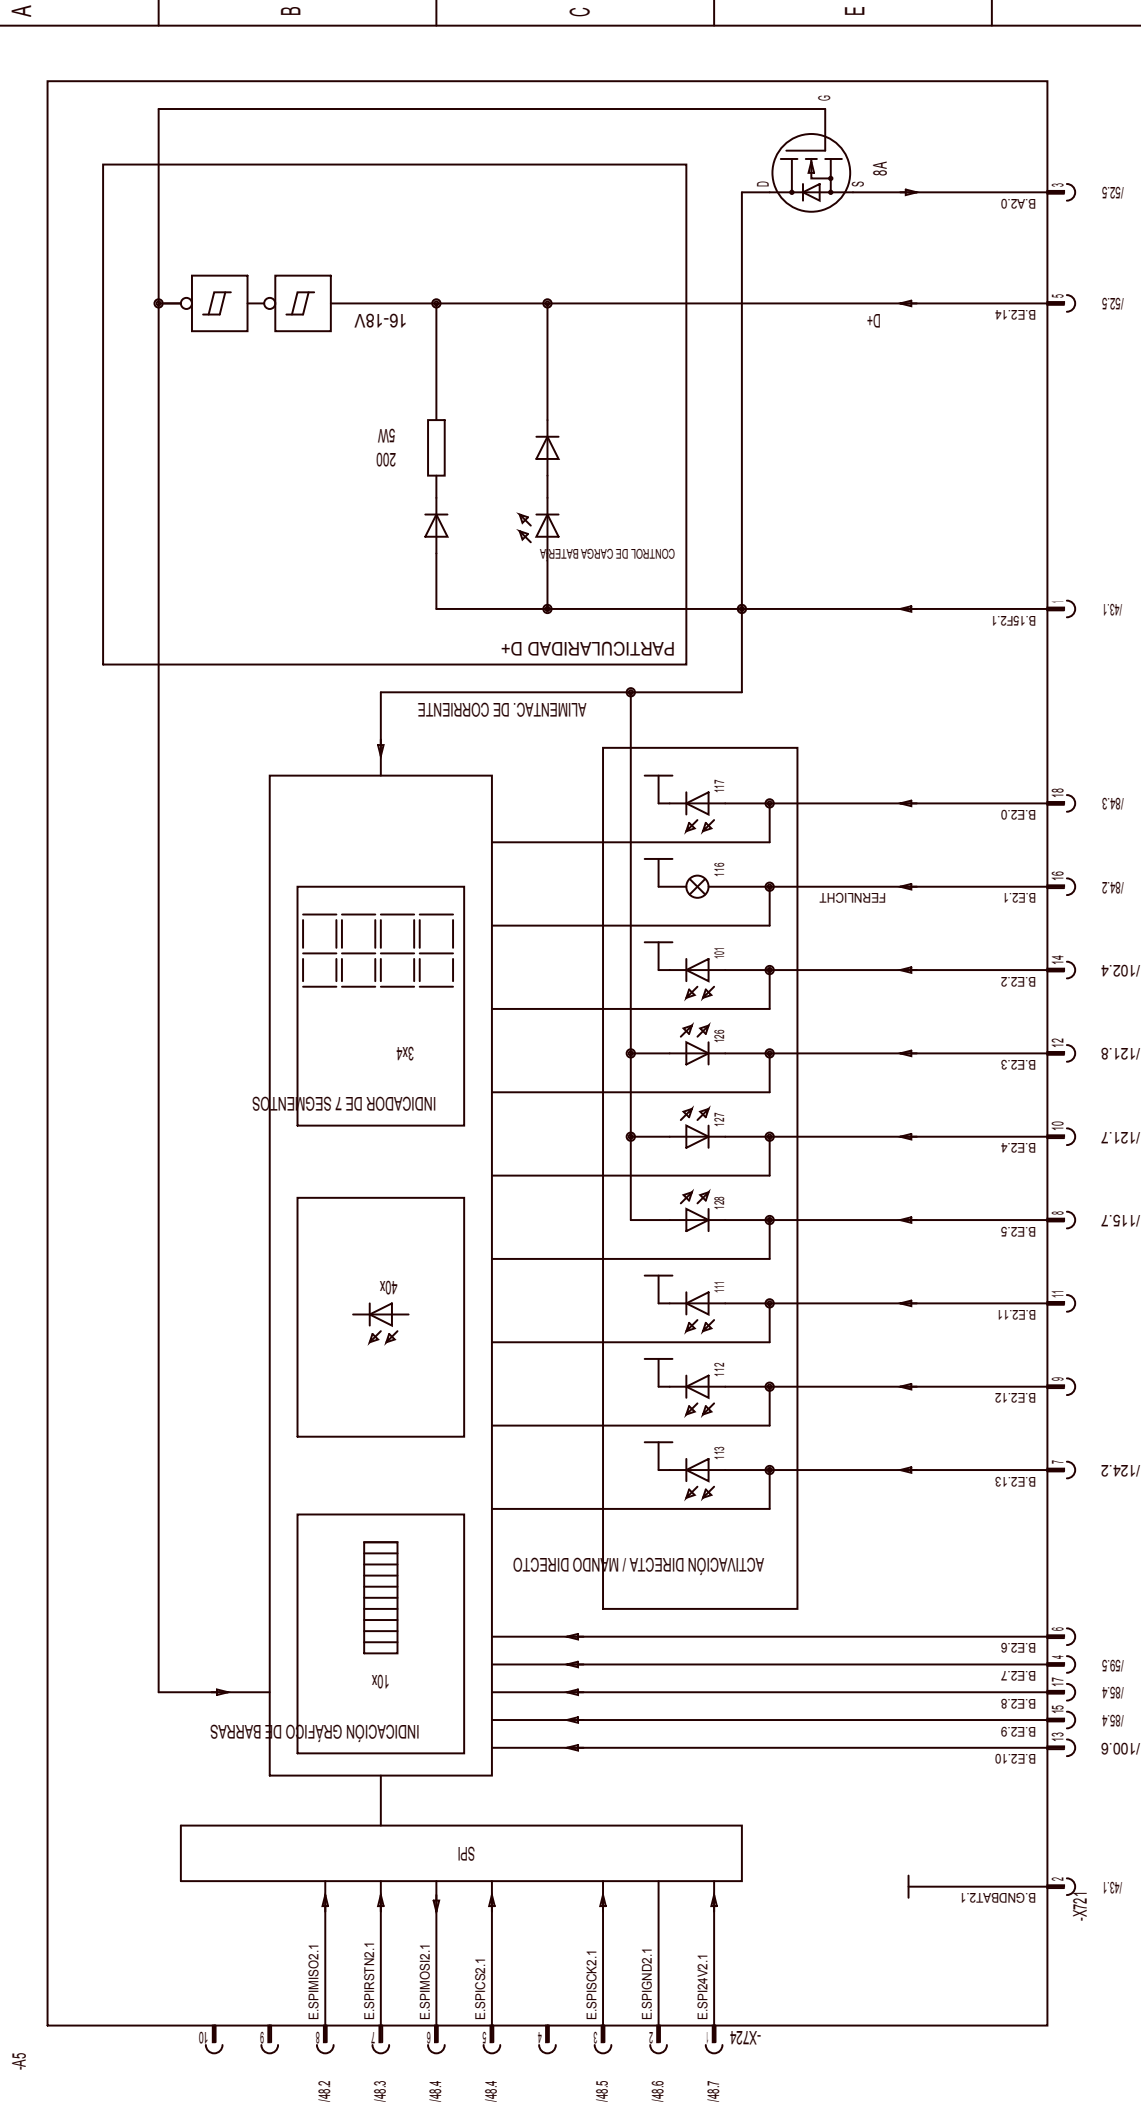 A
B
C
E
G
D
S
8A
3
B.A2.0
/52.5
16-18V
D+
5
B.E2.14
/52.5
200
5W
CONTROL DE CARGA BATERIA
1
B.15F2.1
/43.1
PARTICULARIDAD D+
ALIMENTAC. DE CORRIENTE
117
18
B.E2.0
/84.3
116
FERNLICHT
16
B.E2.1
/84.2
101
14
B.E2.2
/102.4
3x4
INDICADOR DE 7 SEGMENTOS
126
12
B.E2.3
/121.8
127
10
B.E2.4
/121.7
128
8
B.E2.5
/115.7
40x
111
11
B.E2.11
112
9
B.E2.12
113
7
B.E2.13
/124.2
ACTIVACIÓN DIRECTA / MANDO DIRECTO
10x
INDICACIÓN GRÁFICO DE BARRAS
6
B.E2.6
4
B.E2.7
/59.5
17
B.E2.8
/85.4
15
B.E2.9
/85.4
13
B.E2.10
/100.6
SPI
2
B.GNDBAT2.1
/43.1
-X721
E.SPIMISO2.1
E.SPIRSTN2.1
E.SPIMOSI2.1
E.SPICS2.1
E.SPISCK2.1
E.SPIGND2.1
E.SPI24V2.1
10
9
8
7
6
5
4
3
2
1
-X724
-A5
/48.2
/48.3
/48.4
/48.4
/48.5
/48.6
/48.7